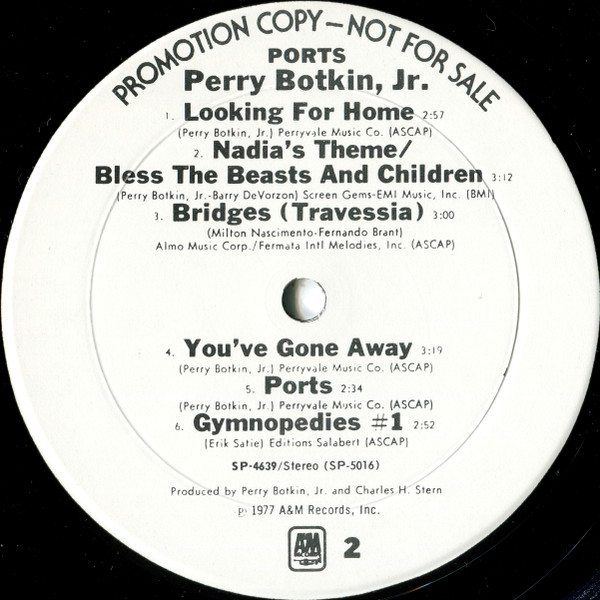 PROMOTION COPY—NOT FOR SALE
PORTS
Perry Botkin, Jr.
1. Looking For Home 2:57
(Perry Botkin, Jr.) Perryvale Music Co. (ASCAP)
2. Nadia's Theme/
Bless The Beasts And Children 3:12
(Perry Botkin, Jr.-Barry DeVorzon) Screen Gems-EMI Music, Inc. (BMI)
3. Bridges (Travessia) 3:00
(Milton Nascimento-Fernando Brant)
Almo Music Corp./Fermata Intl Melodies, Inc. (ASCAP)
4. You've Gone Away 3:19
(Perry Botkin, Jr.) Perryvale Music Co. (ASCAP)
5. Ports 2:34
(Perry Botkin, Jr.) Perryvale Music Co. (ASCAP)
6. Gymnopedies #1 2:52
(Erik Satie) Editions Salabert (ASCAP)
SP-4639/Stereo (SP-5016)
Produced by Perry Botkin, Jr. and Charles H. Stern
℗ 1977 A&M Records, Inc.
A&M 2